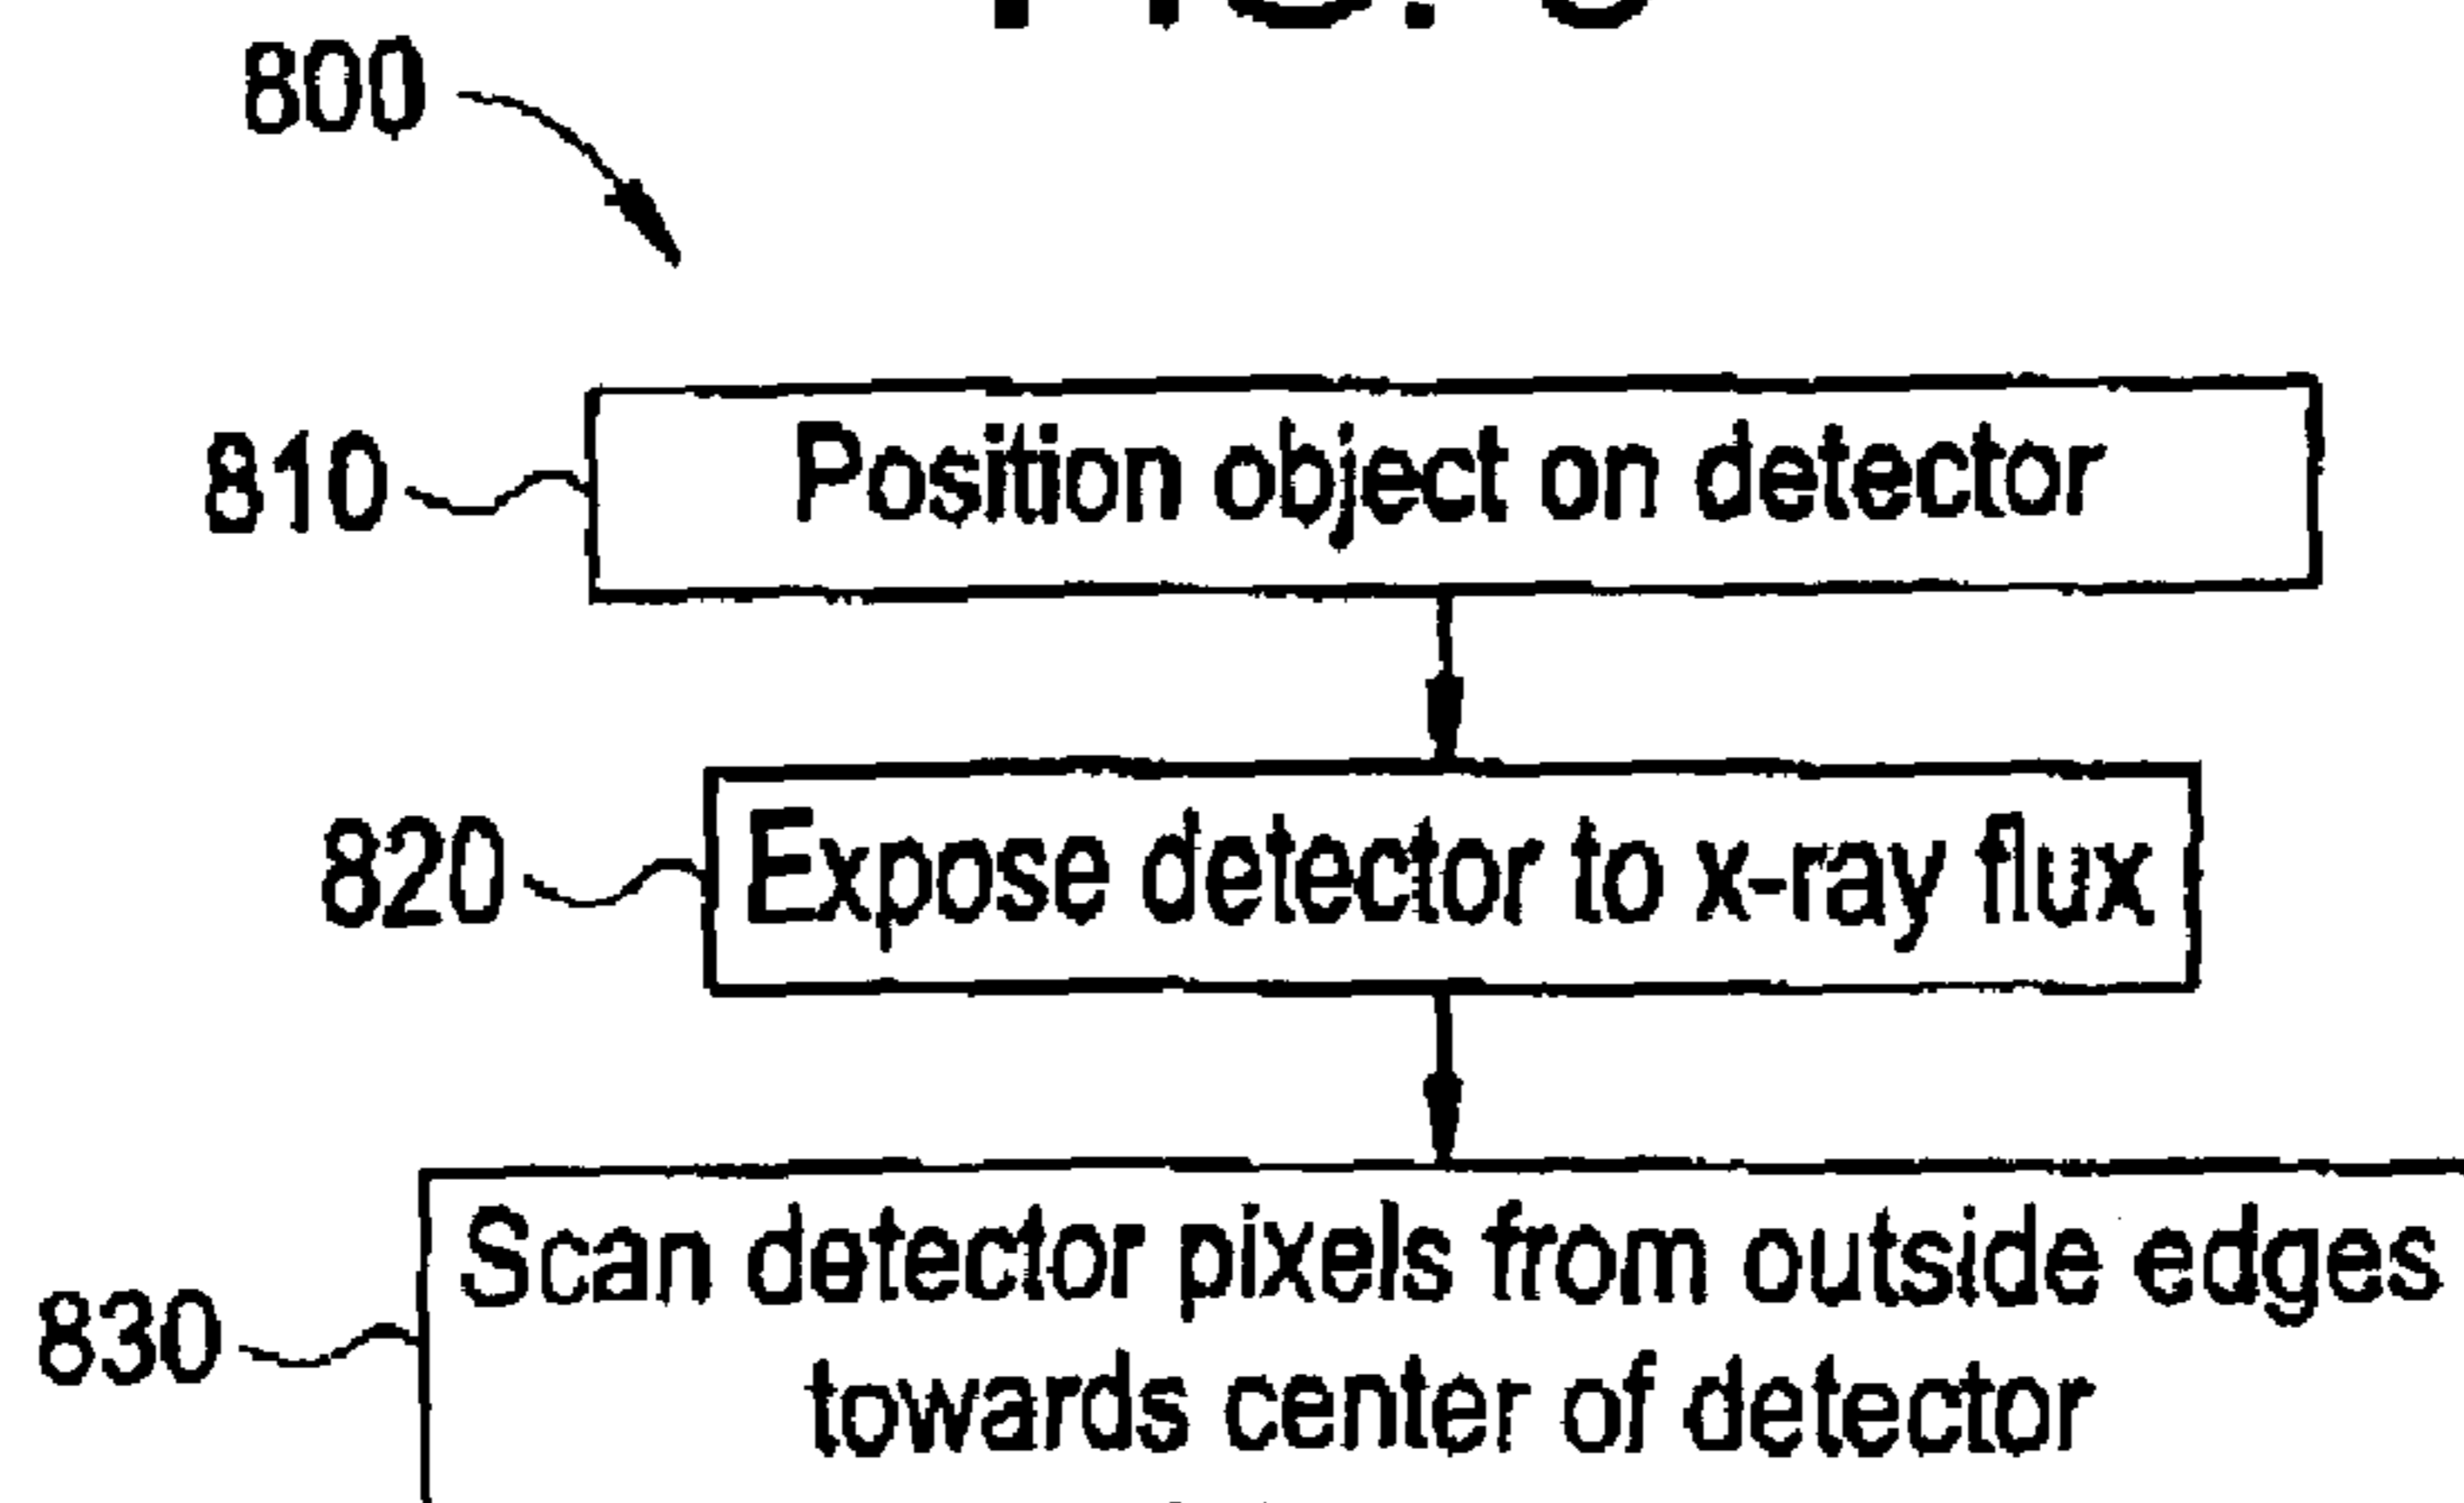 800
810
Position object on detector
820
Expose detector to x-ray flux
830
Scan detector pixels from outside edges
towards center of detector